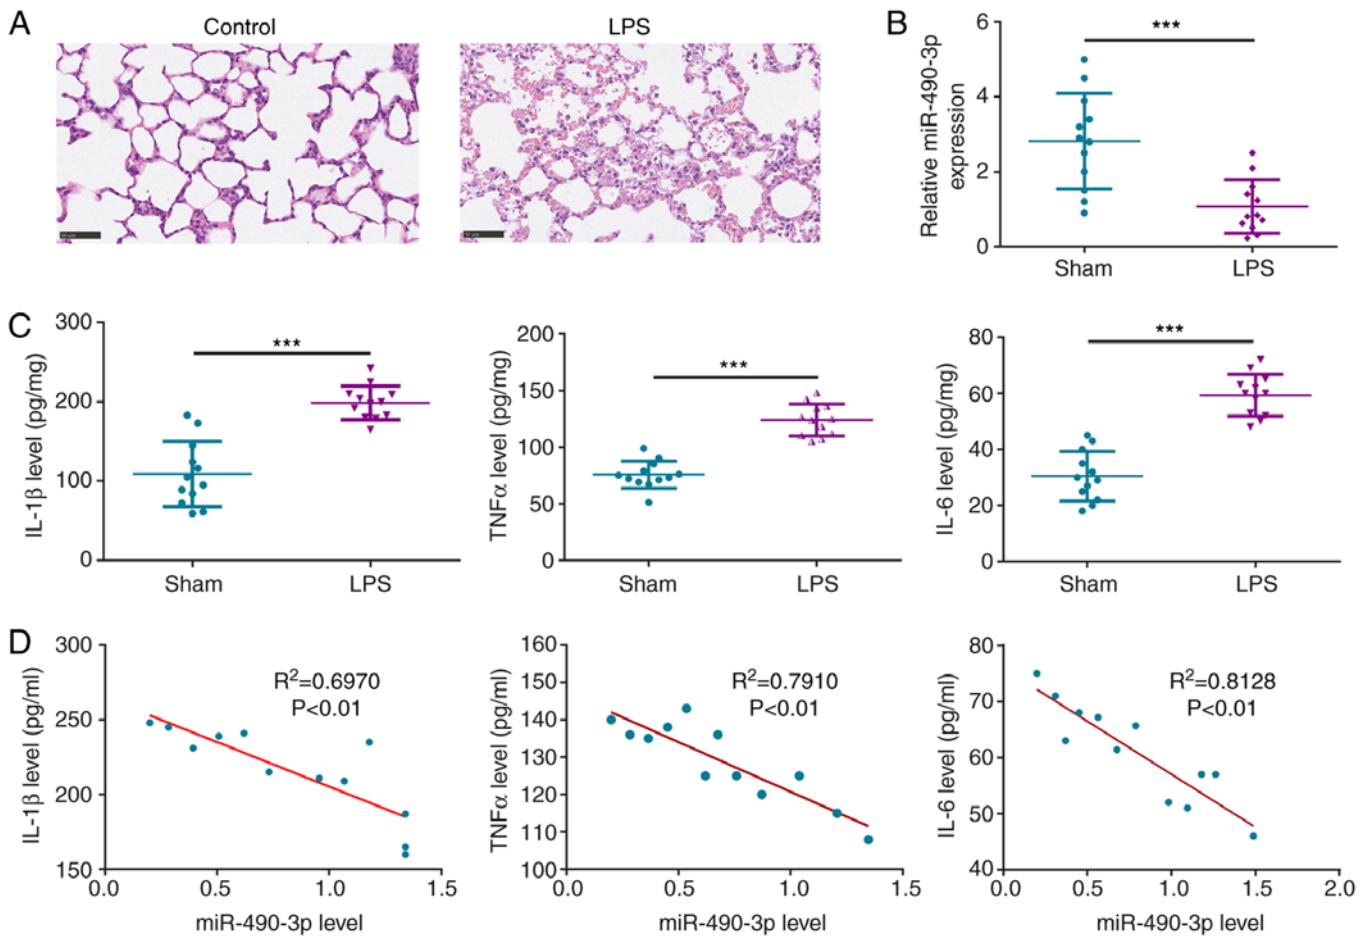 A
Control
LPS
B
Relative miR-490-3p
expression
6
4
2
0
***
Sham
LPS
C
IL-1β level (pg/mg)
300
200
100
0
***
Sham
LPS
TNFα level (pg/mg)
200
150
100
50
0
***
Sham
LPS
IL-6 level (pg/mg)
80
60
40
20
0
***
Sham
LPS
D
IL-1β level (pg/ml)
300
250
200
150
R²=0.6970
P<0.01
0.0
0.5
1.0
1.5
miR-490-3p level
TNFα level (pg/ml)
160
150
140
130
120
110
100
R²=0.7910
P<0.01
0.0
0.5
1.0
1.5
miR-490-3p level
IL-6 level (pg/ml)
80
70
60
50
40
R²=0.8128
P<0.01
0.0
0.5
1.0
1.5
2.0
miR-490-3p level